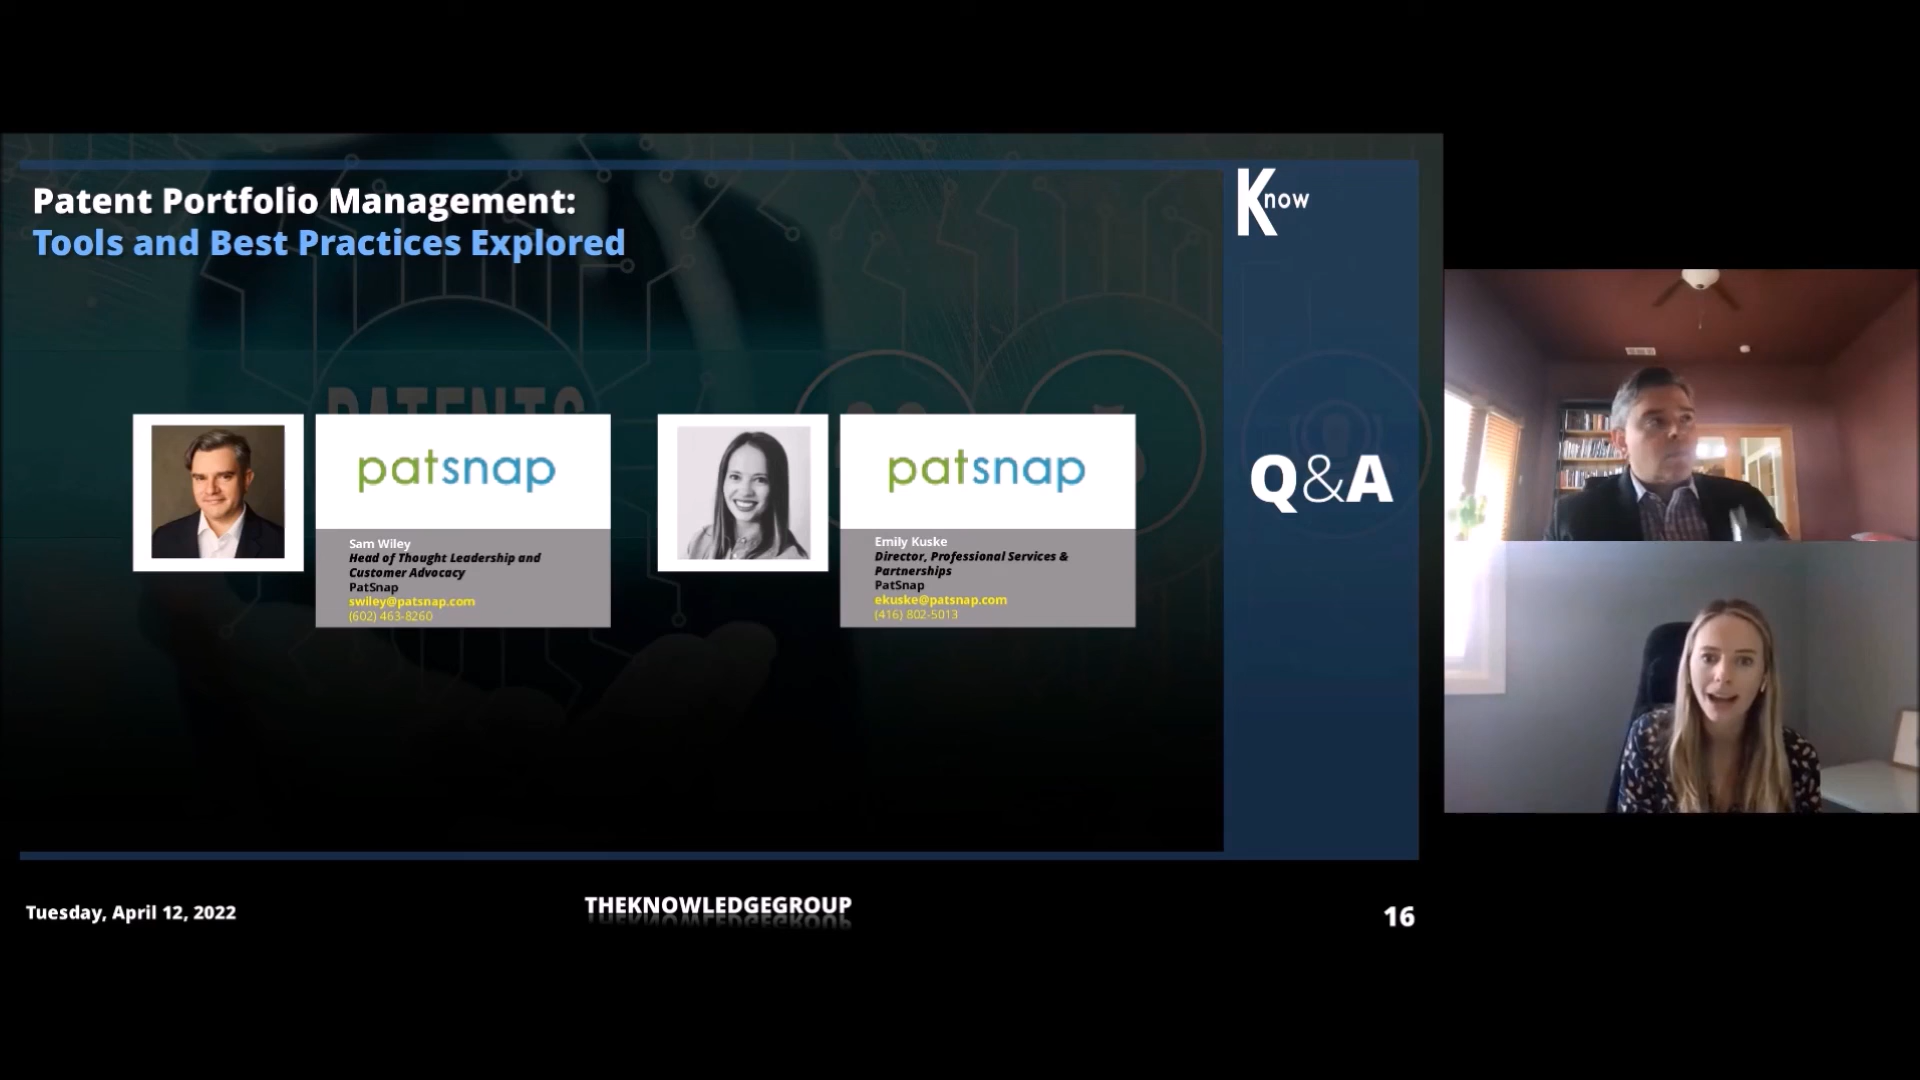 Patent Portfolio Management:
Tools and Best Practices Explored
Know
PATENTS
patsnap
Sam Wiley
Head of Thought Leadership and
Customer Advocacy
PatSnap
swiley@patsnap.com
(602) 463-8260
patsnap
Emily Kuske
Director, Professional Services &
Partnerships
PatSnap
ekuske@patsnap.com
(416) 802-5013
Q&A
Tuesday, April 12, 2022
THEKNOWLEDGEGROUP
16